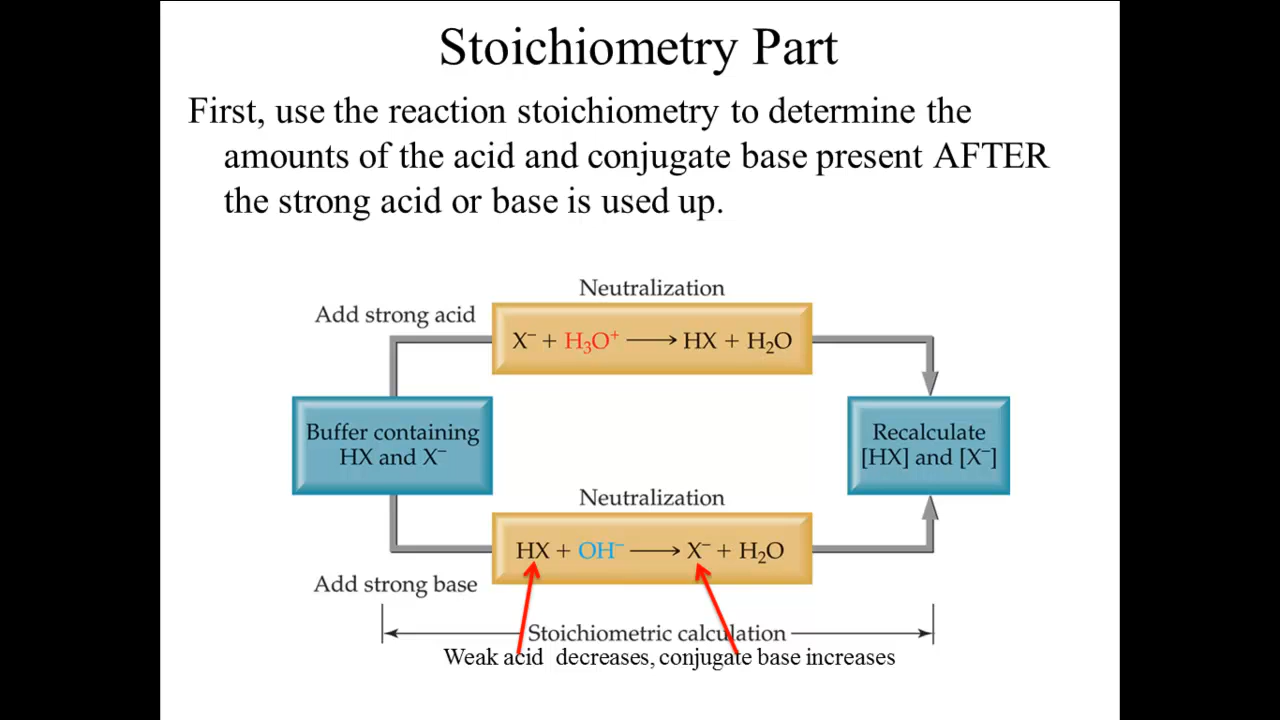 Stoichiometry Part
First, use the reaction stoichiometry to determine the
amounts of the acid and conjugate base present AFTER
the strong acid or base is used up.
Neutralization
Add strong acid
X⁻ + H₃O⁺ ⟶ HX + H₂O
Buffer containing
HX and X⁻
Recalculate
[HX] and [X⁻]
Neutralization
HX + OH⁻ ⟶ X⁻ + H₂O
Add strong base
Stoichiometric calculation
Weak acid decreases, conjugate base increases